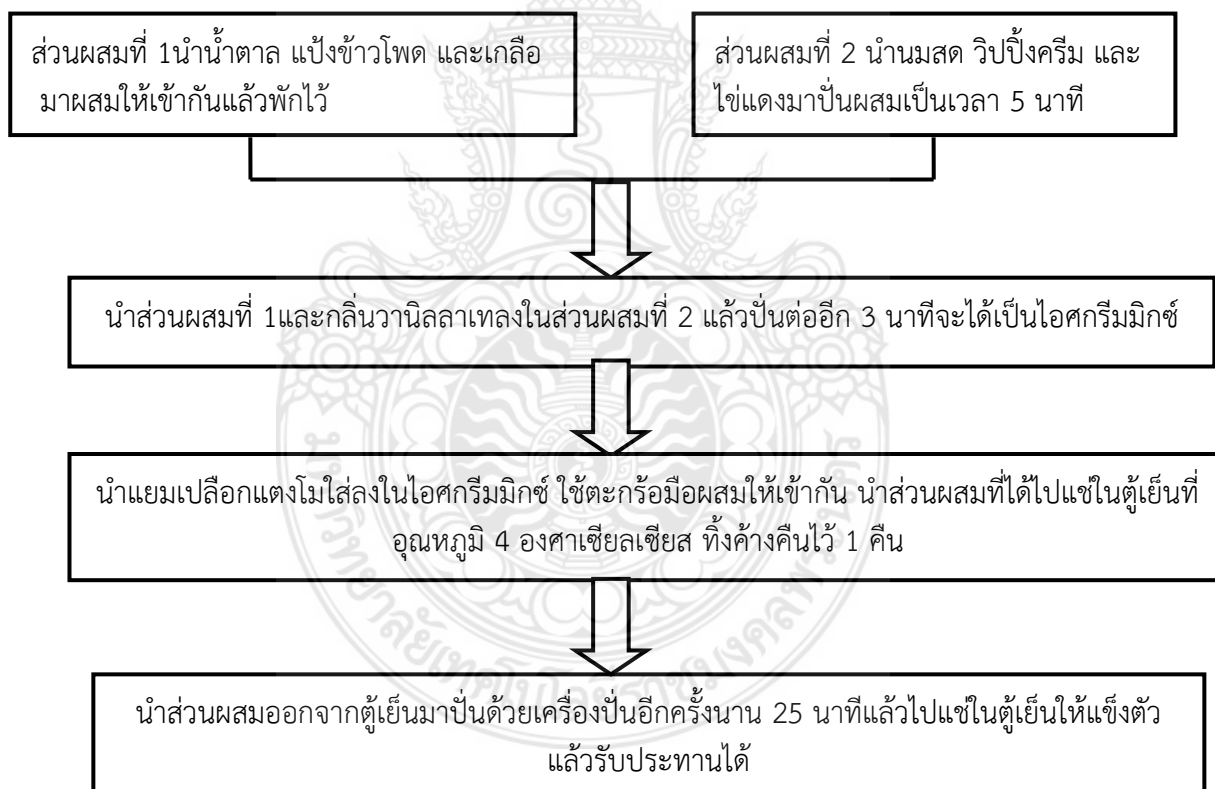 ส่วนผสมที่ 1นำน้ำตาล แป้งข้าวโพด และเกลือ
มาผสมให้เข้ากันแล้วพักไว้
ส่วนผสมที่ 2 นำนมสด วิปปิ้งครีม และ
ไข่แดงมาปั่นผสมเป็นเวลา 5 นาที
นำส่วนผสมที่ 1และกลิ่นวานิลลาเทลงในส่วนผสมที่ 2 แล้วปั่นต่ออีก 3 นาทีจะได้เป็นไอศกรีมมิกซ์
นำแยมเปลือกแตงโมใส่ลงในไอศกรีมมิกซ์ ใช้ตะกร้อมือผสมให้เข้ากัน นำส่วนผสมที่ได้ไปแช่ในตู้เย็นที่
อุณหภูมิ 4 องศาเซียลเซียส ทิ้งค้างคืนไว้ 1 คืน
นำส่วนผสมออกจากตู้เย็นมาปั่นด้วยเครื่องปั่นอีกครั้งนาน 25 นาทีแล้วไปแช่ในตู้เย็นให้แข็งตัว
แล้วรับประทานได้